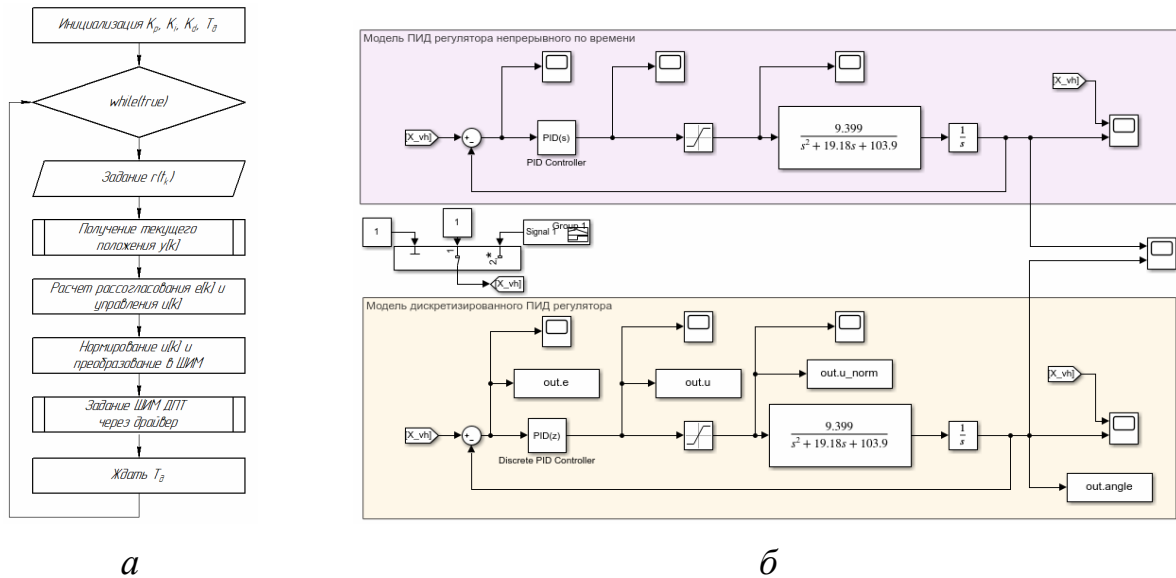 Инициализация Kp, Ki, Kd, Tд
while(true)
Задание r(tk)
Получение текущего
положения y[k]
Расчет рассогласования e[k] и
управления u[k]
Нормирование u[k] и
преобразование в ШИМ
Задание ШИМ ДПТ
через драйвер
Ждать Tд
а
Модель ПИД регулятора непрерывного по времени
[X_vh]
+-
PID(s)
PID Controller
9.399
s² + 19.18s + 103.9
1
s
[X_vh]
1
1
Group 1
Signal 1
1
2,*
[X_vh]
Модель дискретизированного ПИД регулятора
out.e
out.u
out.u_norm
[X_vh]
+-
PID(z)
Discrete PID Controller
9.399
s² + 19.18s + 103.9
1
s
[X_vh]
out.angle
б